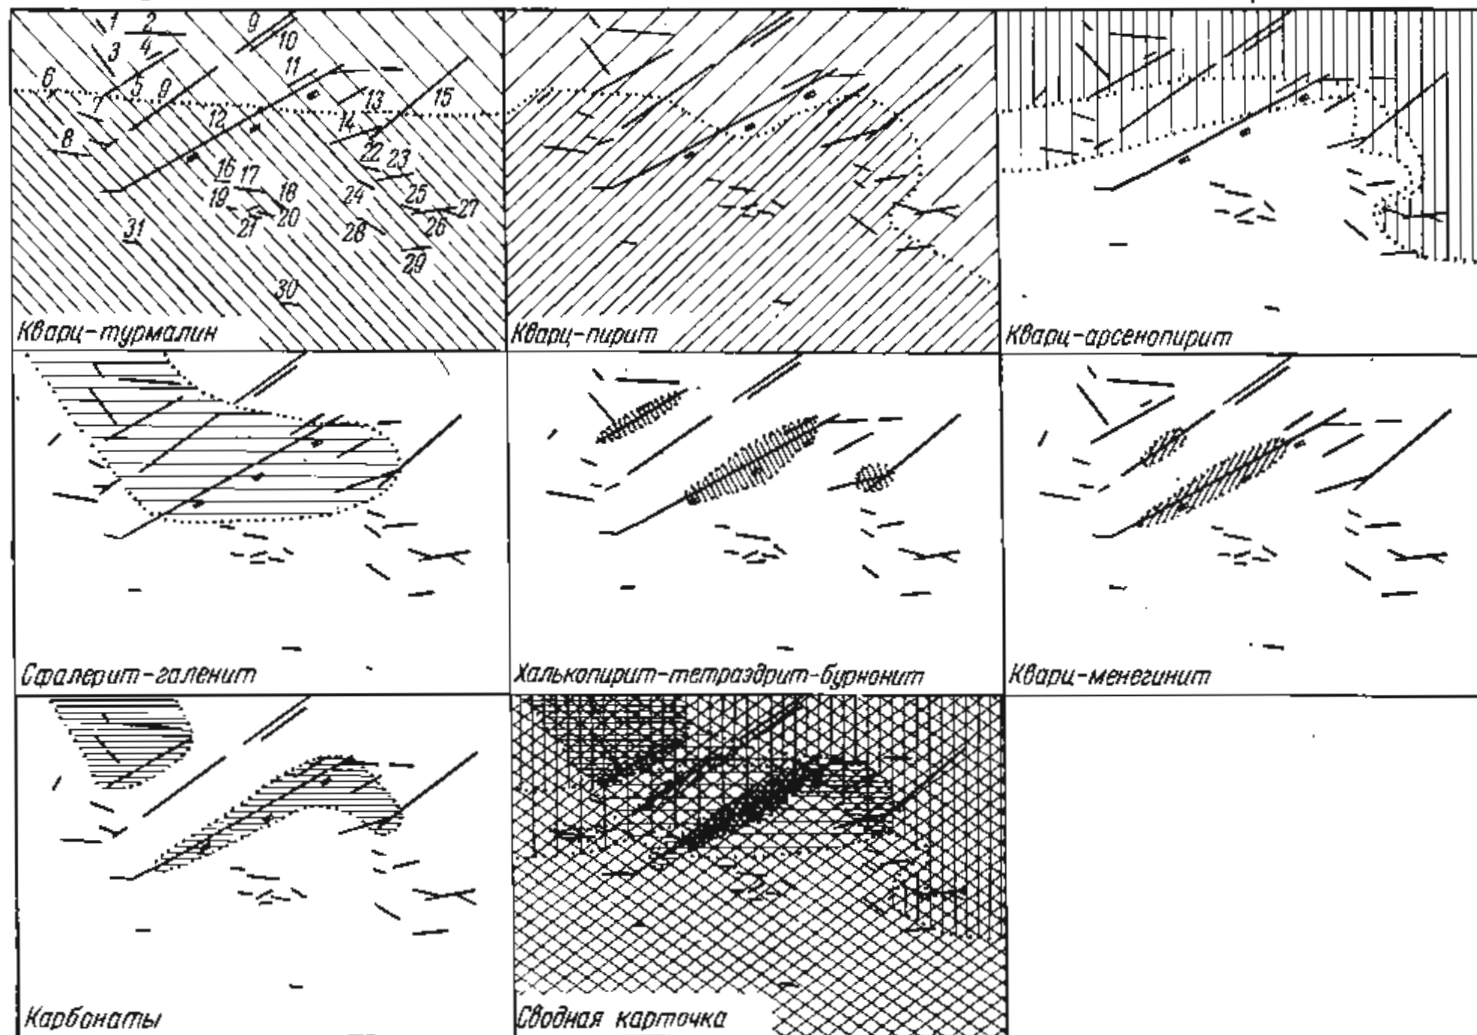 1 2 9
3 4 10
6 5 9 11
7 12 13 15
8 14
16 17 22 23
19 18 24 25 27
21 20 28 26
31 29
30
Кварц-турмалин
Кварц-пирит
Кварц-арсенопирит
Сфалерит-галенит
Халькопирит-тетраэдрит-бурнонит
Кварц-менегинит
Карбонаты
Сводная карточка